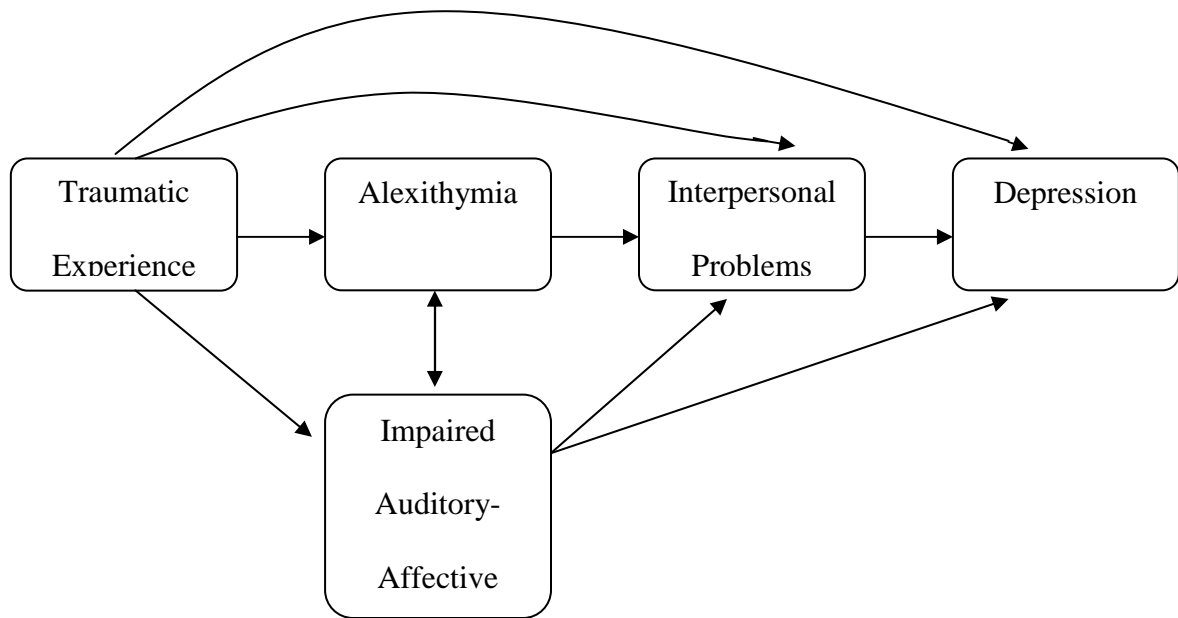 Traumatic
Experience
Alexithymia
Interpersonal
Problems
Depression
Impaired
Auditory-
Affective